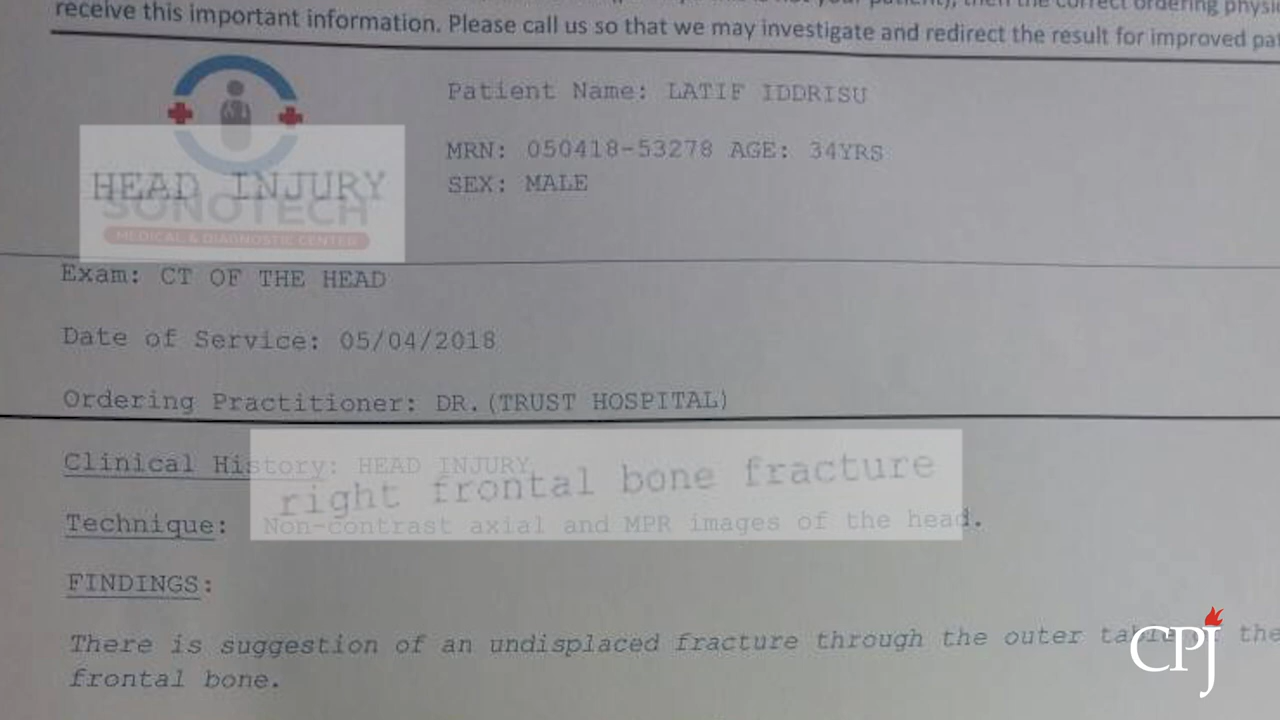 receive this important information. Please call us so that we may investigate and redirect the result for improved
Patient Name: LATIF IDDRISU
MRN: 050418-53278 AGE: 34YRS
SEX: MALE
HEAD INJURY
SONOTECH
MEDICAL & DIAGNOSTIC CENTER
Exam: CT OF THE HEAD
Date of Service: 05/04/2018
Ordering Practitioner: DR.(TRUST HOSPITAL)
Clinical History: HEAD INJURY
right frontal bone fracture
Technique: Non-contrast axial and MPR images of the head.
FINDINGS:
There is suggestion of an undisplaced fracture through the outer the
frontal bone.
CPJ